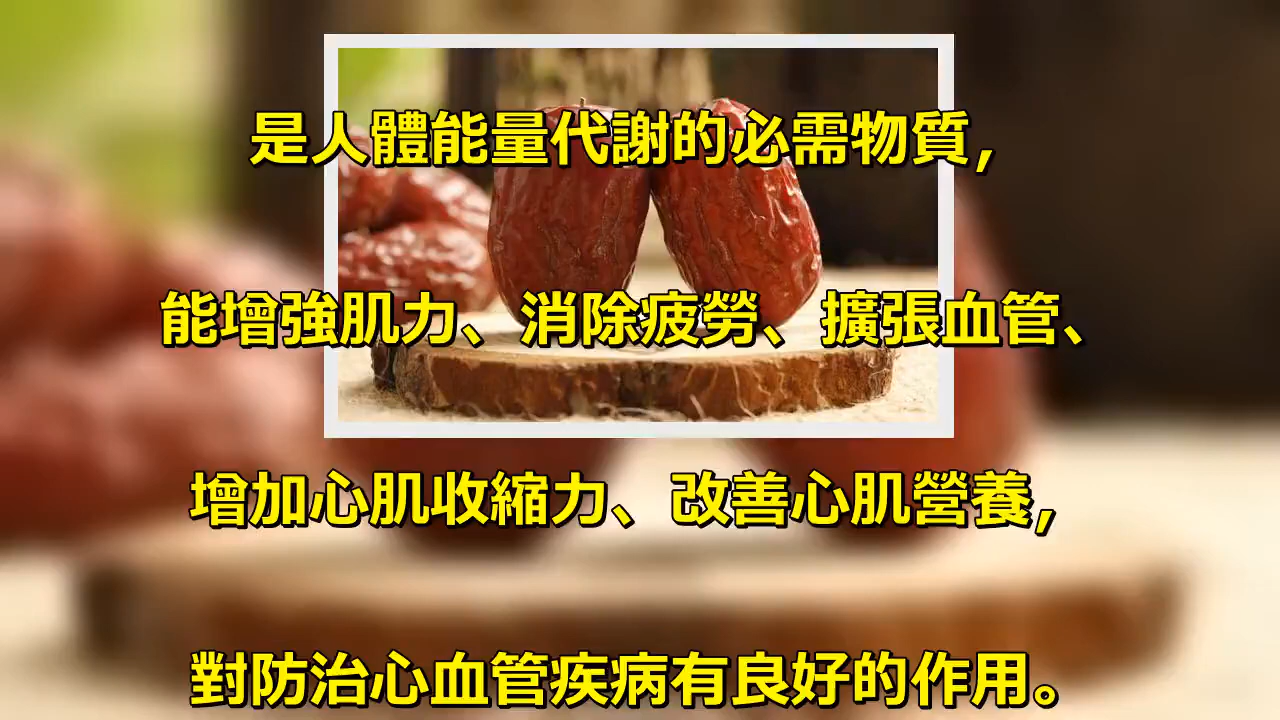 是人體能量代謝的必需物質，
能增強肌力、消除疲勞、擴張血管、
增加心肌收縮力、改善心肌營養，
對防治心血管疾病有良好的作用。